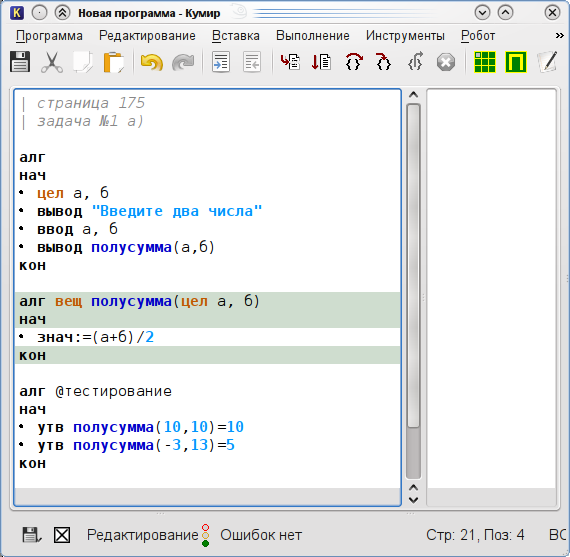 Новая программа - Кумир
Программа Редактирование Вставка Выполнение Инструменты Робот »
| страница 175
| задача №1 а)
алг
нач
• цел а, б
• вывод "Введите два числа"
• ввод а, б
• вывод полусумма(а,б)
кон
алг вещ полусумма(цел а, б)
нач
• знач:=(а+б)/2
кон
алг @тестирование
нач
• утв полусумма(10,10)=10
• утв полусумма(-3,13)=5
кон
Редактирование Ошибок нет Стр: 21, Поз: 4